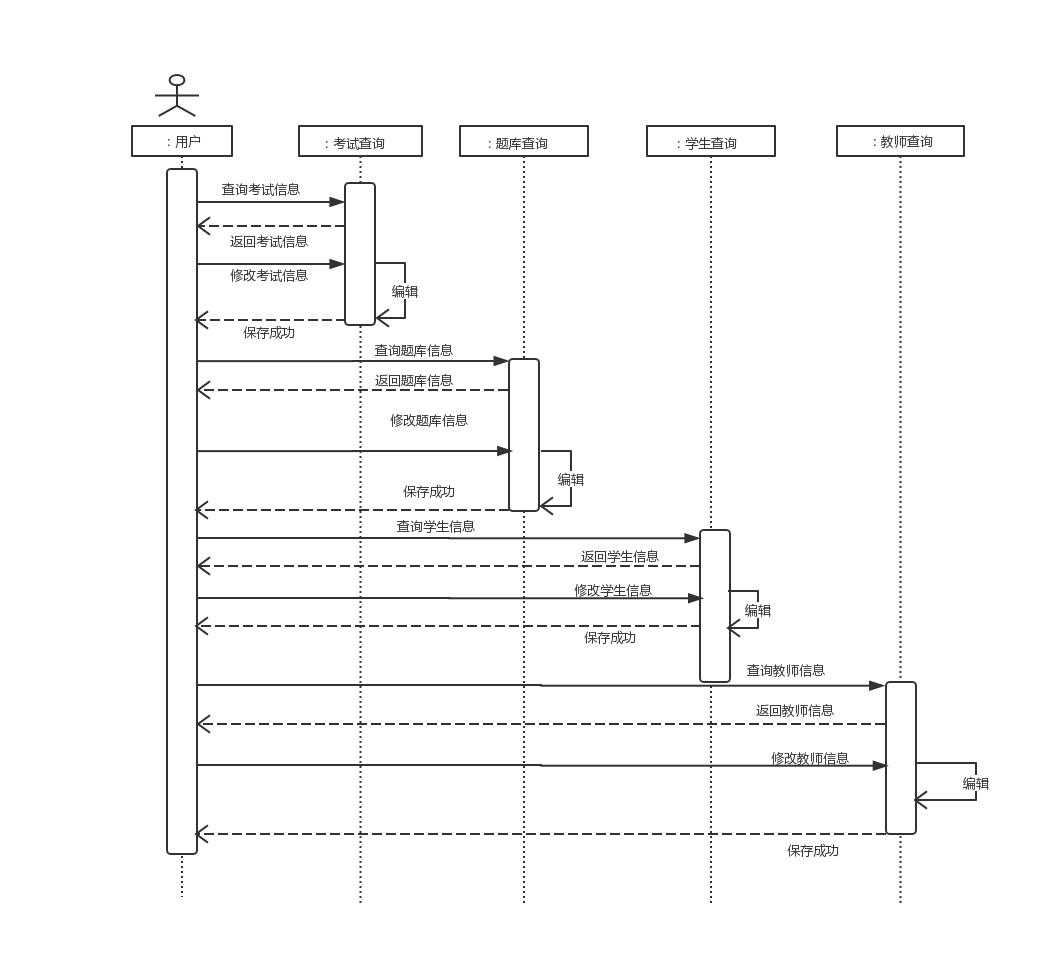 : 用户
: 考试查询
: 题库查询
: 学生查询
: 教师查询
查询考试信息
返回考试信息
修改考试信息
编辑
保存成功
查询题库信息
返回题库信息
修改题库信息
编辑
保存成功
查询学生信息
返回学生信息
修改学生信息
编辑
保存成功
查询教师信息
返回教师信息
修改教师信息
编辑
保存成功